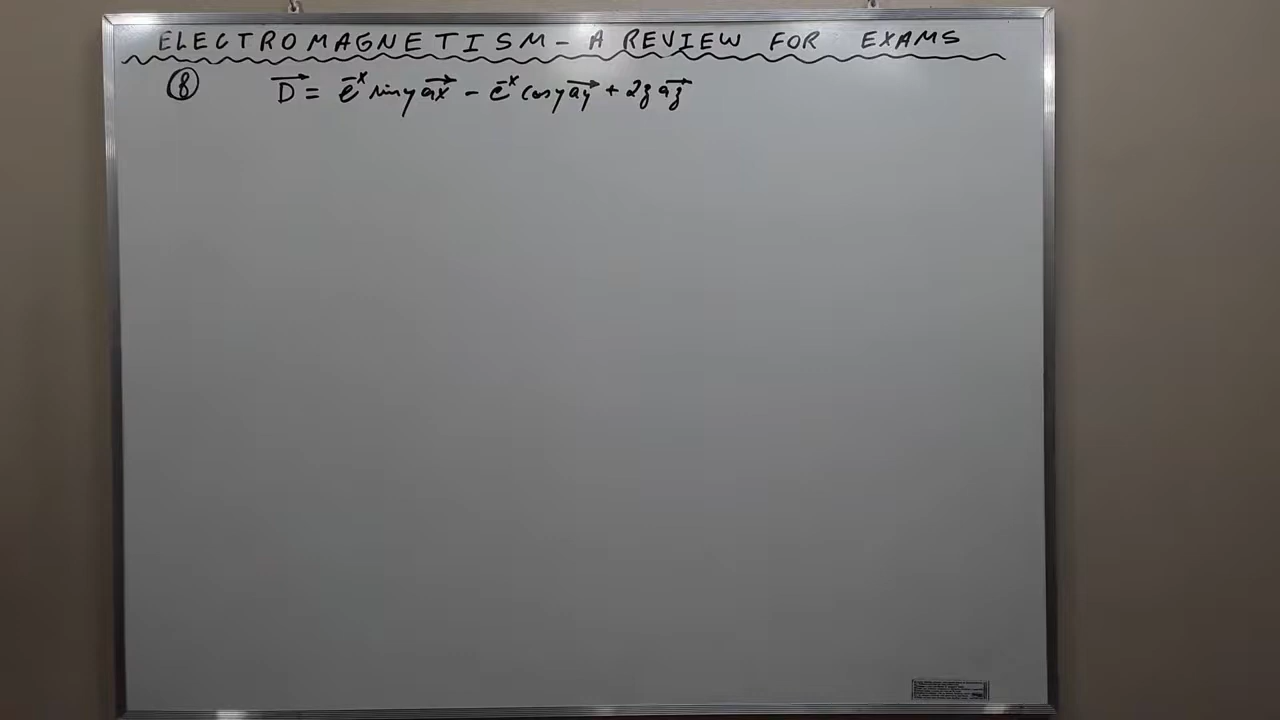 ELECTROMAGNETISM - A REVIEW FOR EXAMS
⑧ D⃗ = e⁻ˣ sin y a⃗x - e⁻ˣ cos y a⃗y + 2z a⃗z